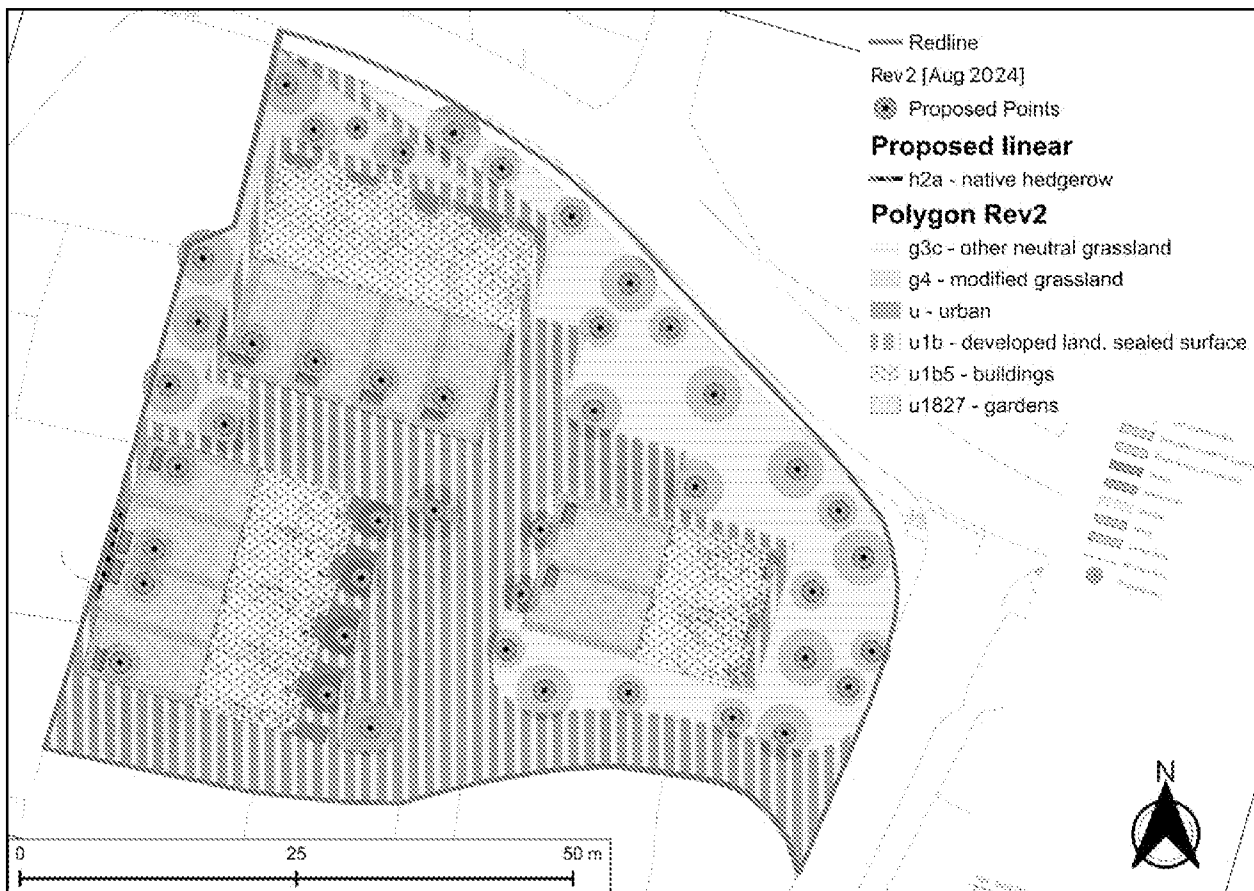 Redline
Rev2 [Aug 2024]
Proposed Points
Proposed linear
h2a - native hedgerow
Polygon Rev2
g3c - other neutral grassland
g4 - modified grassland
u - urban
u1b - developed land, sealed surface
u1b5 - buildings
u1827 - gardens
N
0 25 50 m